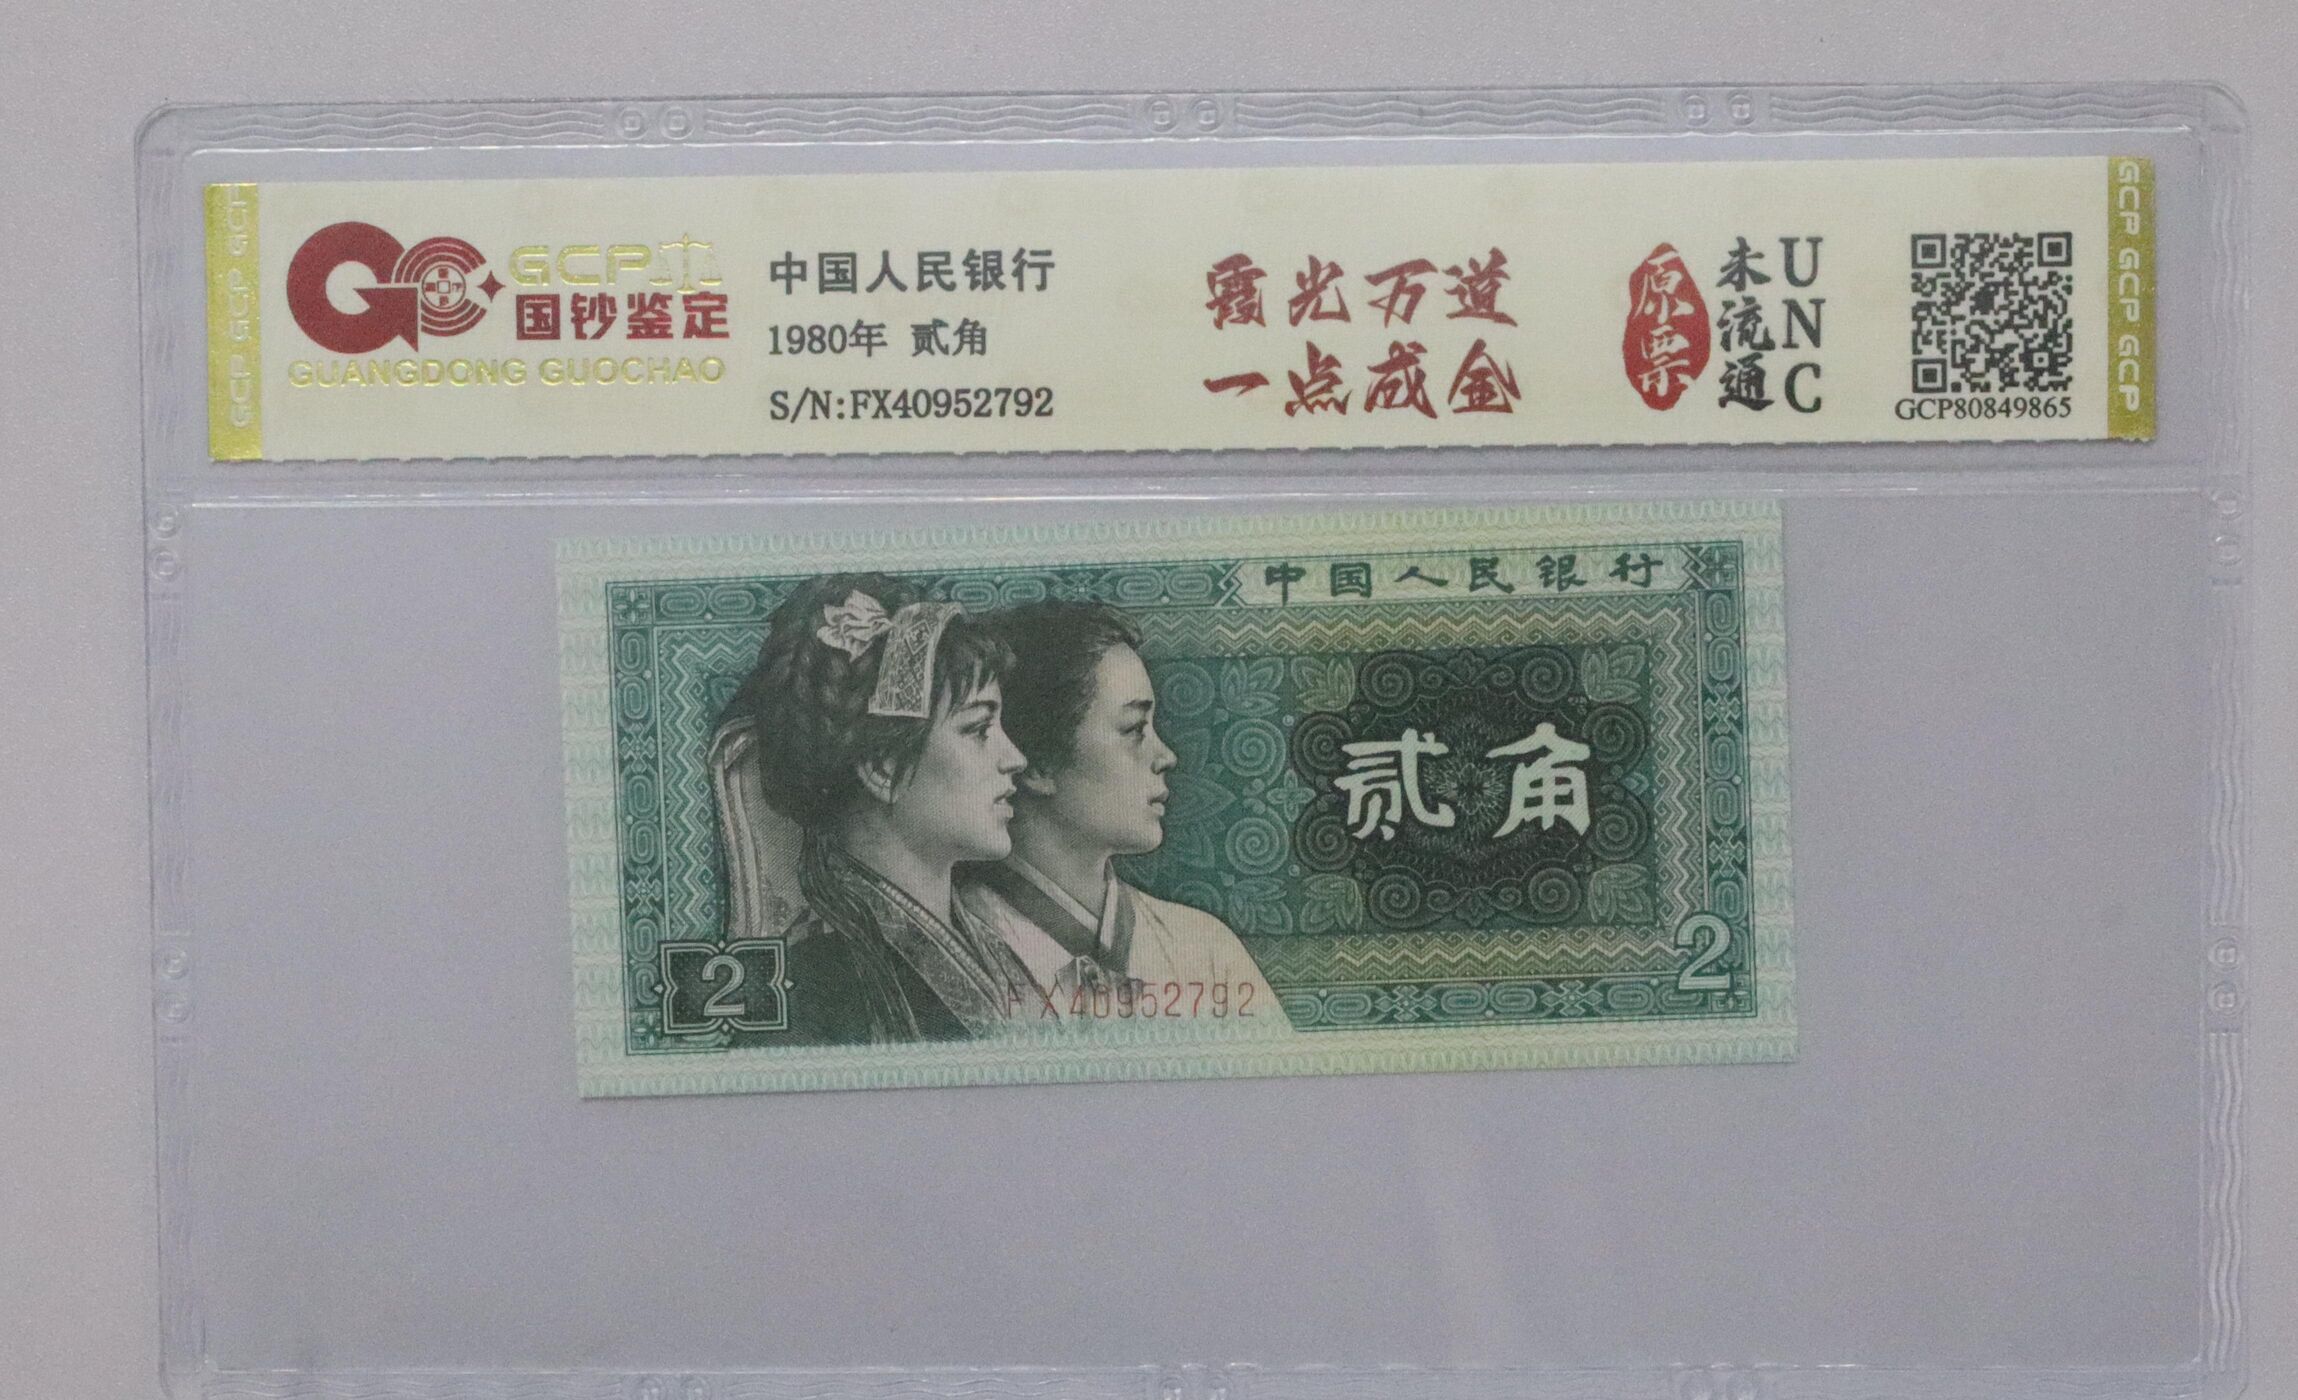 GCP
国钞鉴定
GUANGDONG GUOCHAO
中国人民银行
1980年 贰角
S/N:FX40952792
霞光万道
一点成金
原票
未流通
UNC
GCP80849865
GCP GCP GCP
GCP GCP GCP
中国人民银行
贰角
2
2
FX40952792